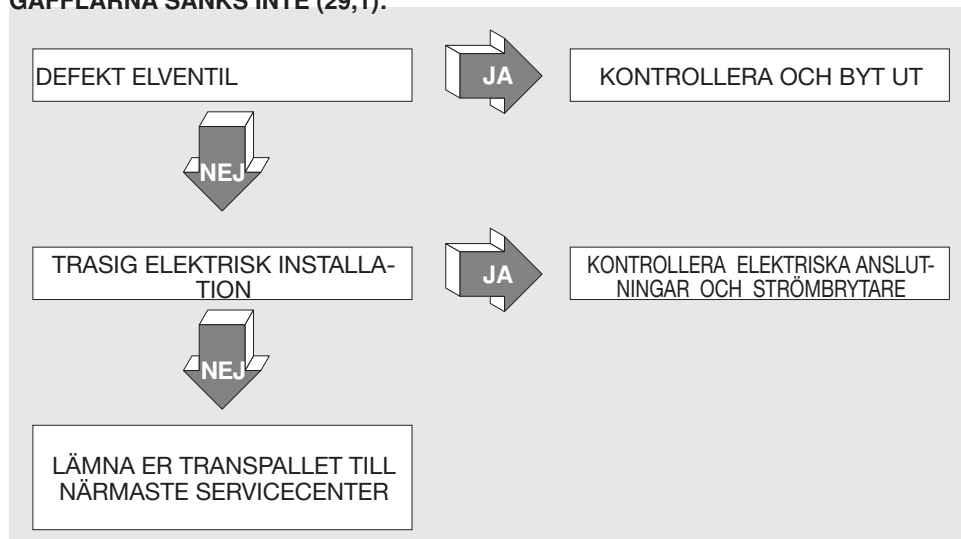 GAFFLARNA SÄNKS INTE (29,1):
DEFEKT ELVENTIL
JA
KONTROLLERA OCH BYT UT
NEJ
TRASIG ELEKTRISK INSTALLA-
TION
JA
KONTROLLERA ELEKTRISKA ANSLUT-
NINGAR OCH STRÖMBRYTARE
NEJ
LÄMNA ER TRANSPALLET TILL
NÄRMASTE SERVICECENTER